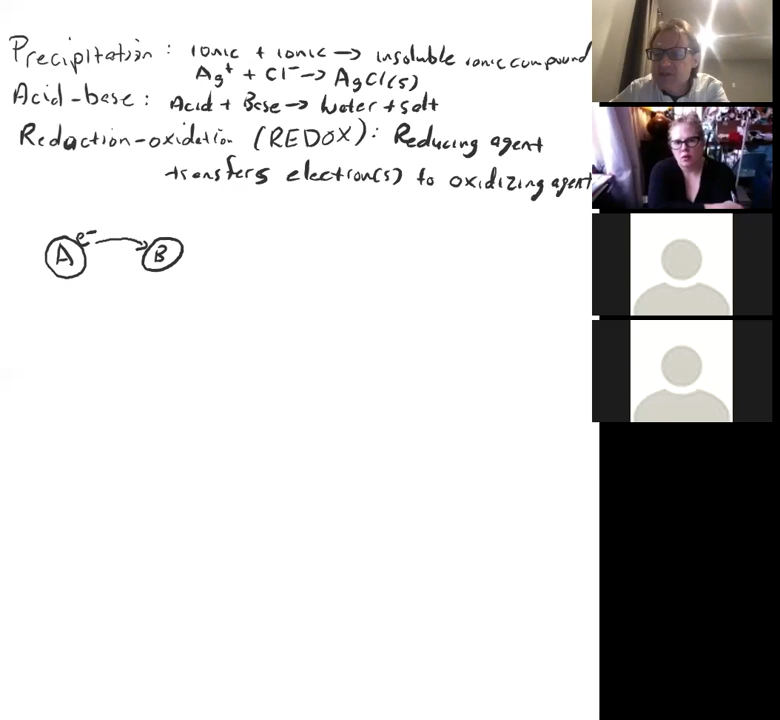 Precipitation: ionic + ionic → insoluble ionic compound
Ag⁺ + Cl⁻ → AgCl(s)
Acid-base: Acid + Base → Water + Salt
Redaction-oxidation (REDOX): Reducing agent
transfers electron(s) to oxidizing agent
A e⁻ → B